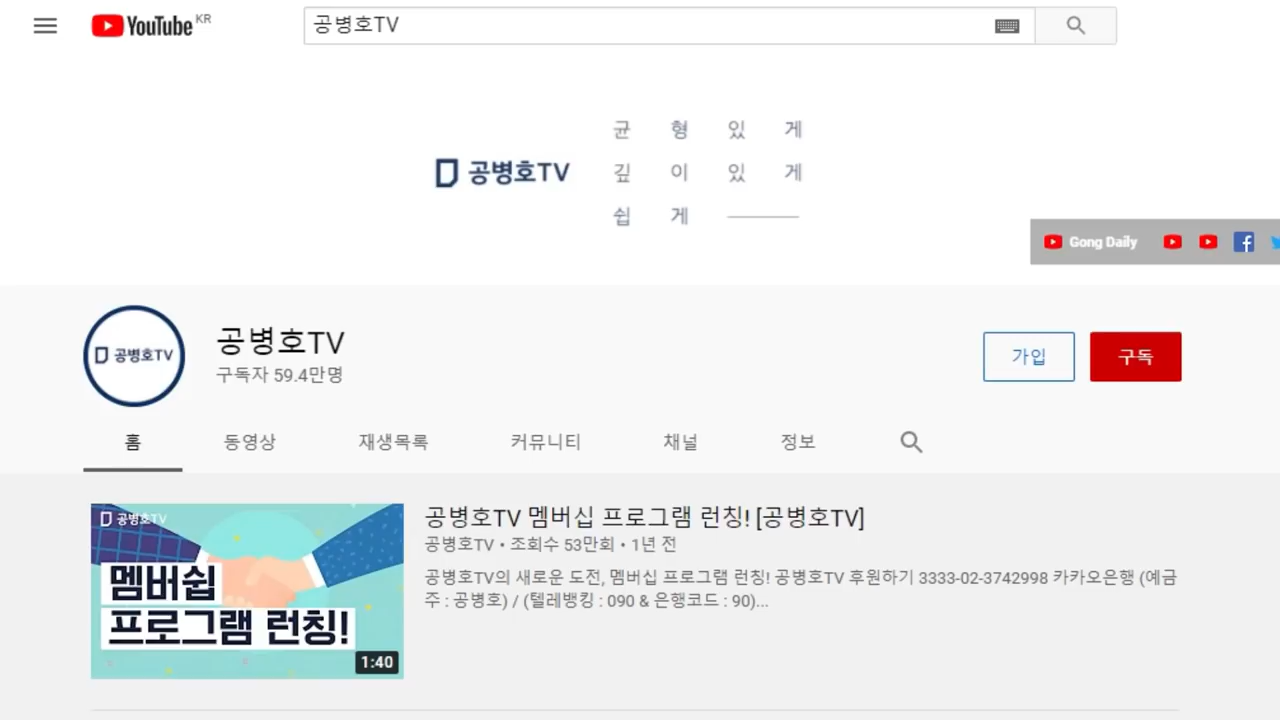 YouTube KR
공병호TV
균 형 있 게
공병호TV
깊 이 있 게
쉽 게
Gong Daily
공병호TV
공병호TV
구독자 59.4만명
가입
구독
홈
동영상
재생목록
커뮤니티
채널
정보
공병호TV
멤버쉽
프로그램 런칭!
1:40
공병호TV 멤버십 프로그램 런칭! [공병호TV]
공병호TV • 조회수 53만회 • 1년 전
공병호TV의 새로운 도전, 멤버십 프로그램 런칭! 공병호TV 후원하기 3333-02-3742998 카카오은행 (예금
주 : 공병호) / (텔레뱅킹 : 090 & 은행코드 : 90)...